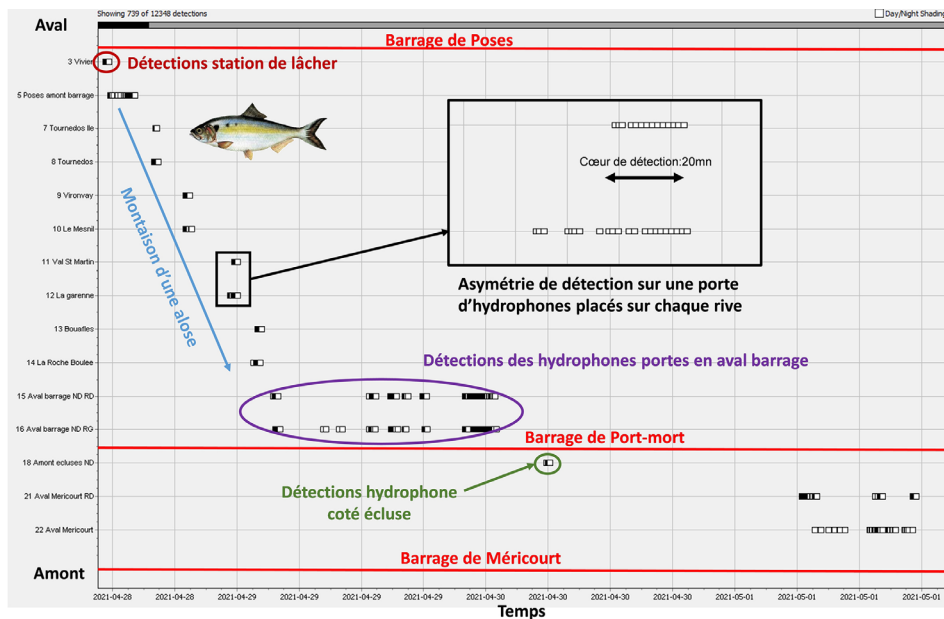 Showing 739 of 12348 detections
Day/Night Shading
Aval
Barrage de Poses
3 Vivier
Détections station de lâcher
5 Poses amont barrage
7 Tournedos Ile
8 Tournedos
9 Vironvay
10 Le Mesnil
11 Val St Martin
12 La garenne
13 Bouafles
14 La Roche Boulee
15 Aval barrage ND RD
16 Aval barrage ND RG
18 Amont ecluses ND
21 Aval Mericourt RD
22 Aval Mericourt
Montaison d'une alose
Cœur de détection:20mn
Asymétrie de détection sur une porte
d'hydrophones placés sur chaque rive
Détections des hydrophones portes en aval barrage
Barrage de Port-mort
Détections hydrophone
coté écluse
Barrage de Méricourt
Amont
2021-04-28 2021-04-28 2021-04-29 2021-04-29 2021-04-29 2021-04-29 2021-04-30 2021-04-30 2021-04-30 2021-04-30 2021-05-01 2021-05-01 2021-05-01 2021-05-01
Temps